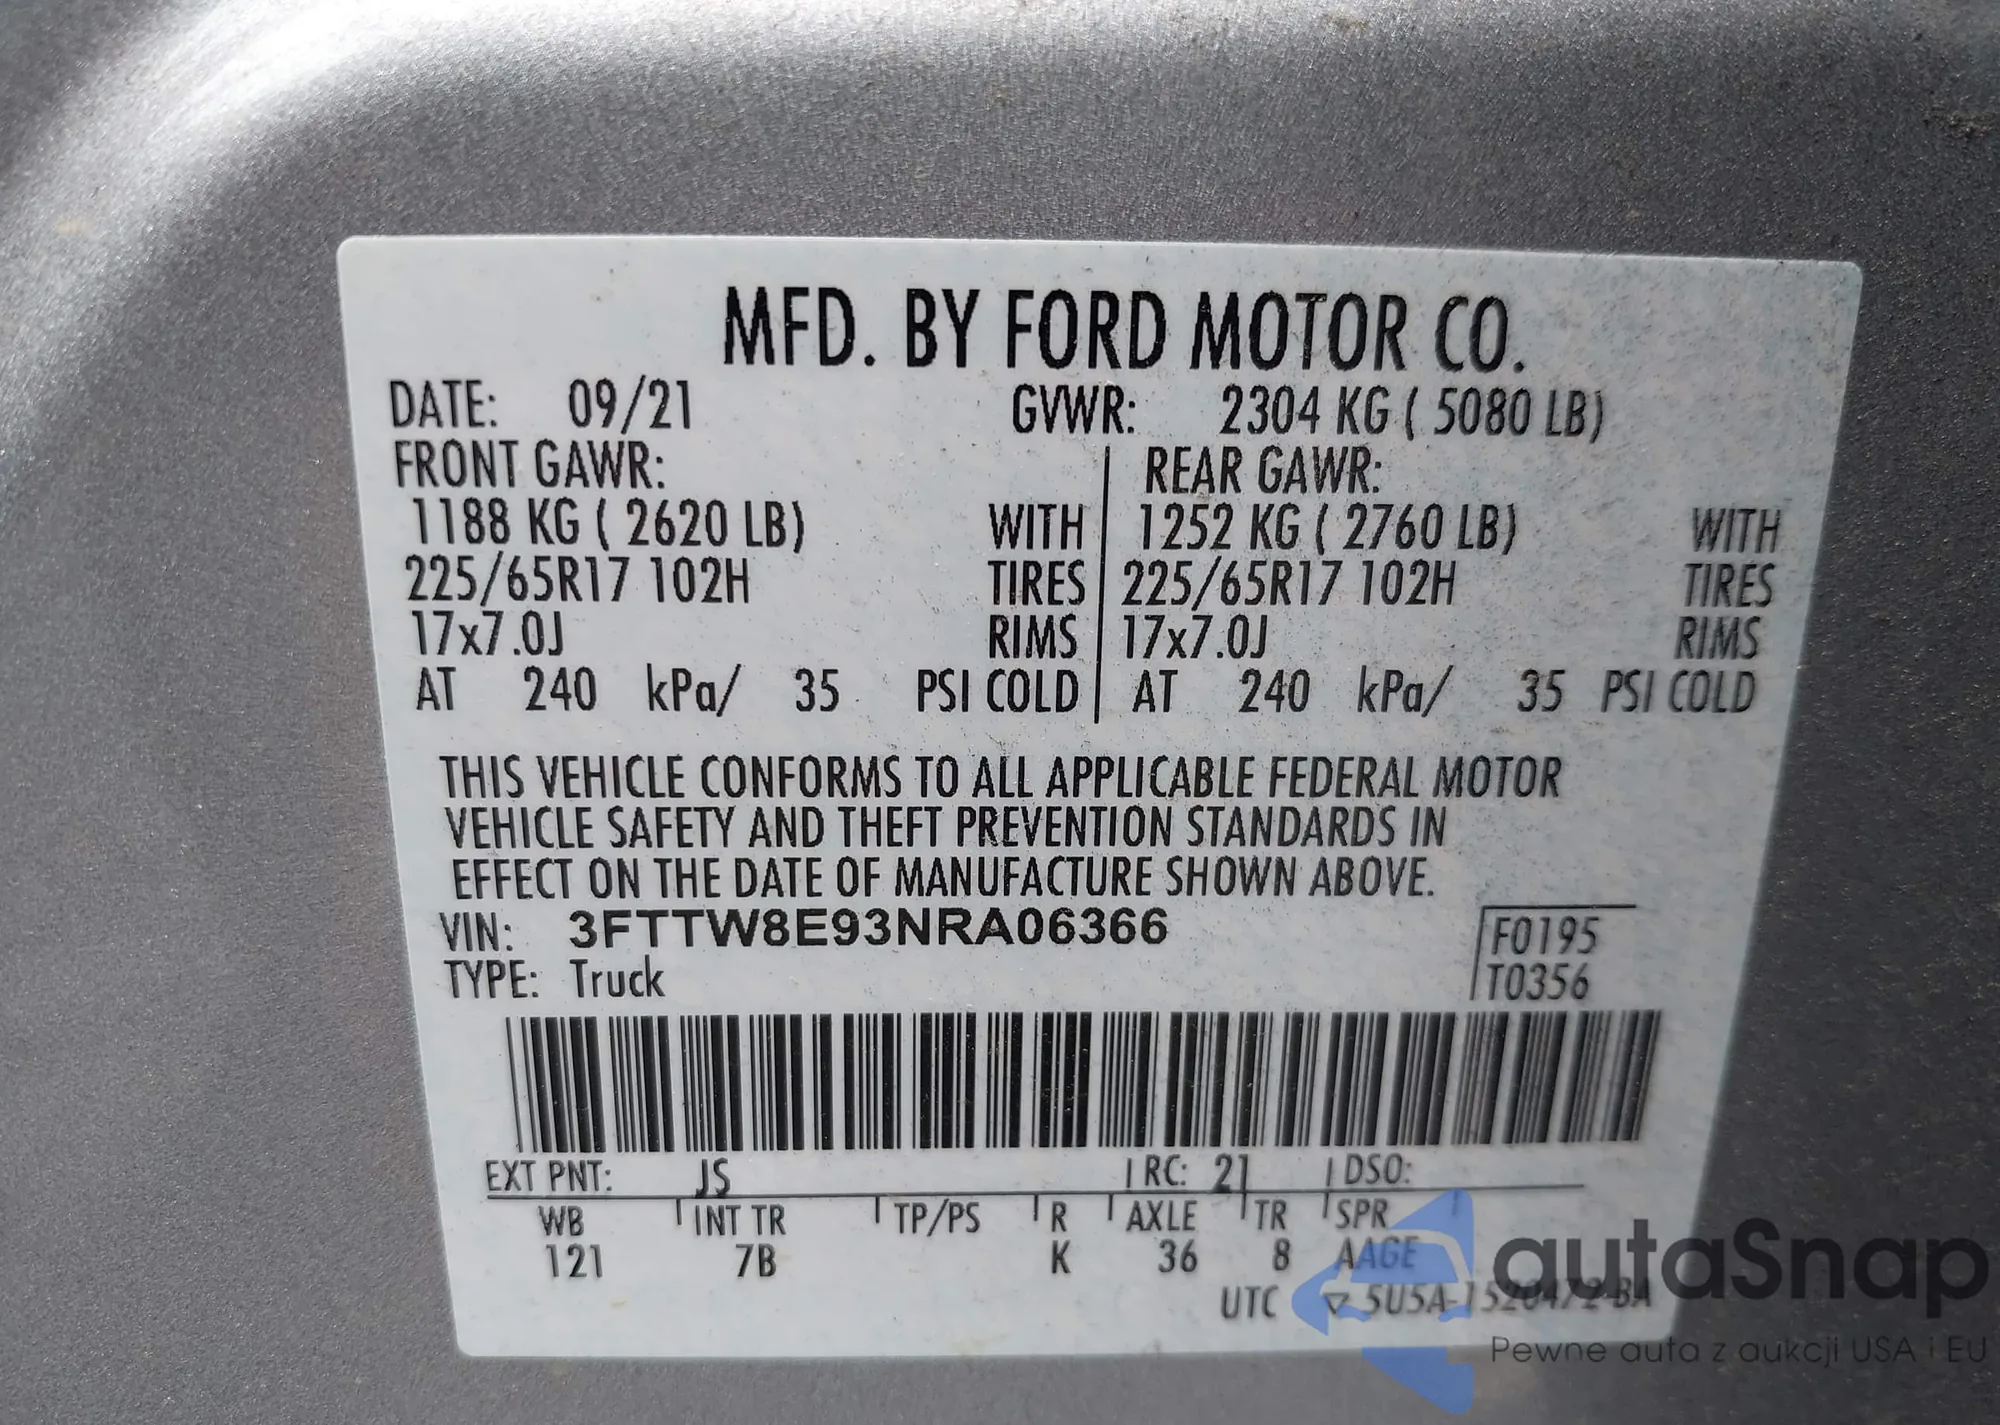 MFD. BY FORD MOTOR CO.
DATE: 09/21 GVWR: 2304 KG ( 5080 LB)
FRONT GAWR: REAR GAWR:
1188 KG ( 2620 LB) WITH 1252 KG ( 2760 LB) WITH
225/65R17 102H TIRES 225/65R17 102H TIRES
17x7.0J RIMS 17x7.0J RIMS
AT 240 kPa/ 35 PSI COLD AT 240 kPa/ 35 PSI COLD
THIS VEHICLE CONFORMS TO ALL APPLICABLE FEDERAL MOTOR
VEHICLE SAFETY AND THEFT PREVENTION STANDARDS IN
EFFECT ON THE DATE OF MANUFACTURE SHOWN ABOVE.
VIN: 3FTTW8E93NRA06366 F0195
TYPE: Truck T0356
EXT PNT: JS RC: 21 DSO:
WB INT TR TP/PS R AXLE TR SPR
121 7B K 36 8 AAGE
UTC ▽ 5U5A-1520472-BA
autaSnap
Pewne auta z aukcji USA i EU